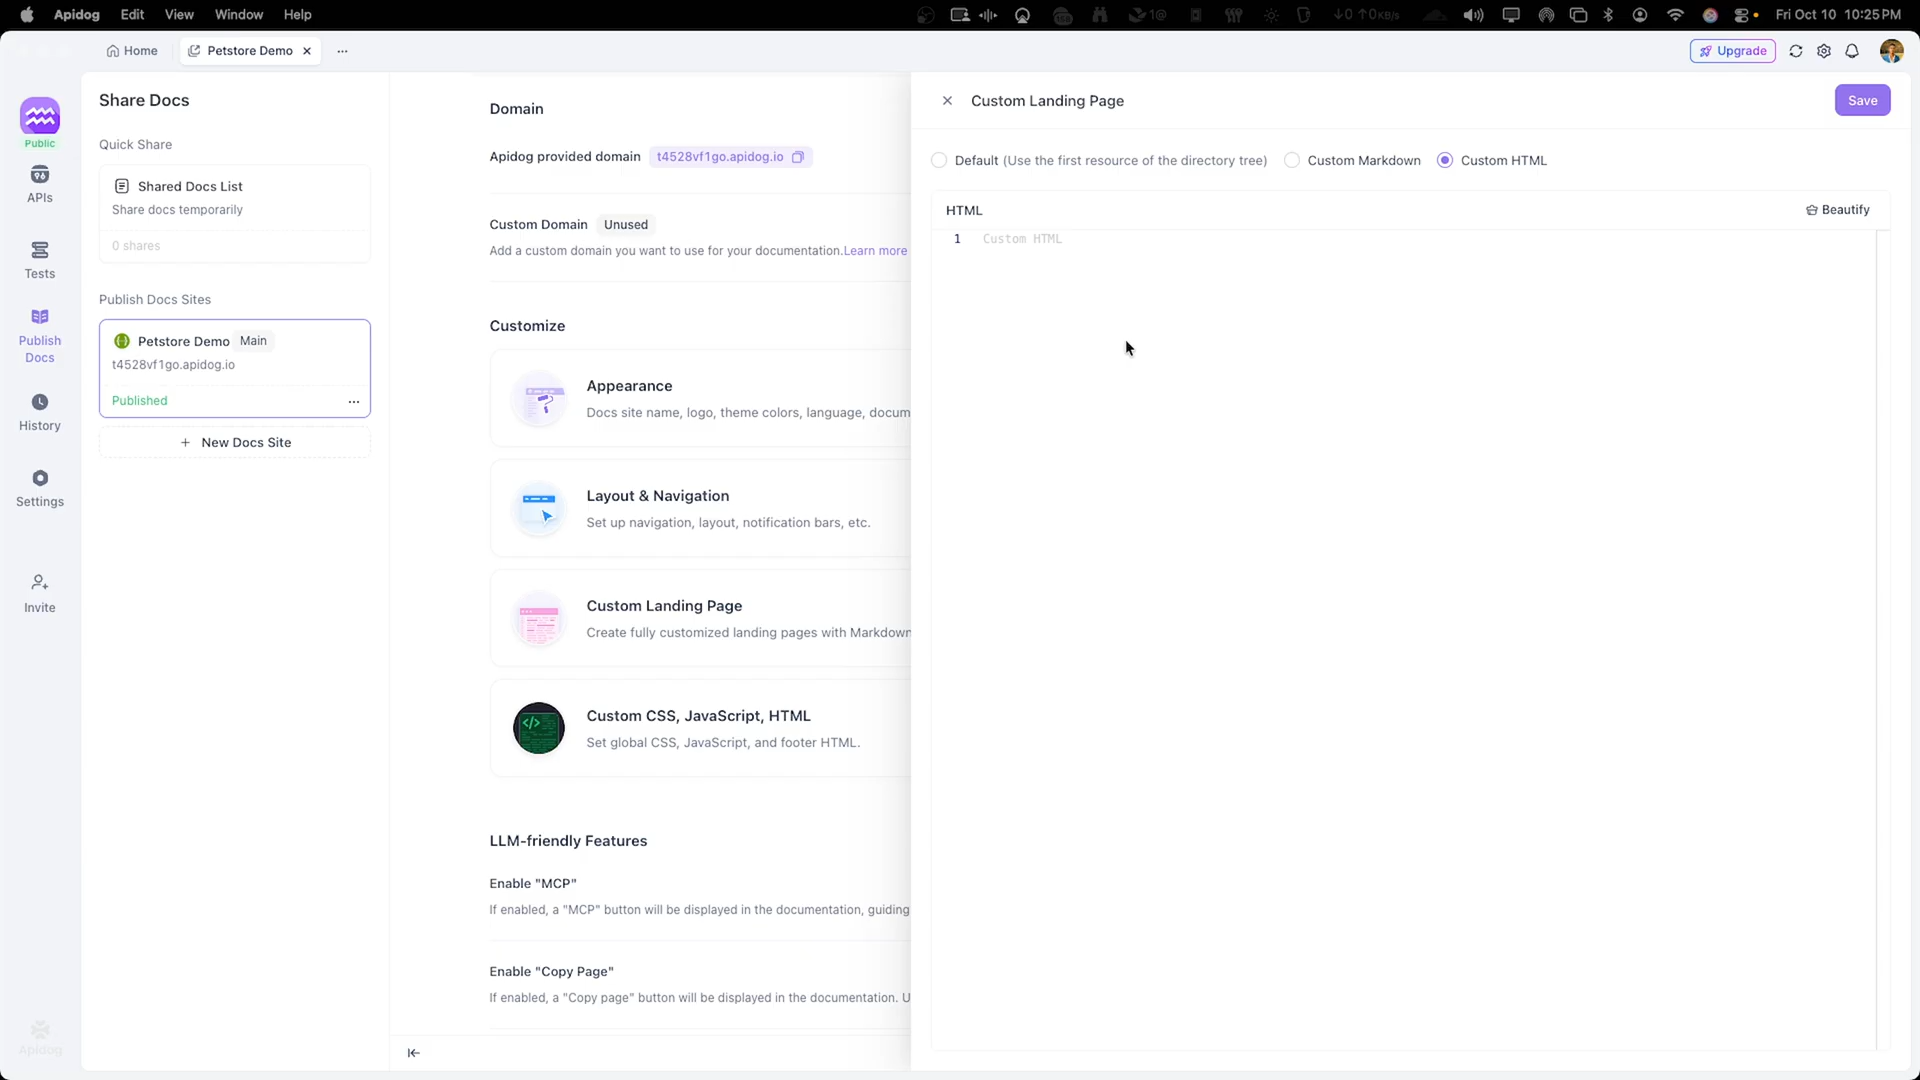 Apidog Edit View Window Help
1@
↓0 ↑0KB/s
Fri Oct 10 10:25 PM
Home
Petstore Demo
Upgrade
Public
APIs
Tests
Publish Docs
History
Settings
Invite
Apidog
Share Docs
Quick Share
Shared Docs List
Share docs temporarily
0 shares
Publish Docs Sites
Petstore Demo Main
t4528vf1go.apidog.io
Published
+ New Docs Site
Domain
Apidog provided domain t4528vf1go.apidog.io
Custom Domain Unused
Add a custom domain you want to use for your documentation.Learn more
Customize
Appearance
Docs site name, logo, theme colors, language, docum
Layout & Navigation
Set up navigation, layout, notification bars, etc.
Custom Landing Page
Create fully customized landing pages with Markdown
Custom CSS, JavaScript, HTML
Set global CSS, JavaScript, and footer HTML.
LLM-friendly Features
Enable "MCP"
If enabled, a "MCP" button will be displayed in the documentation, guiding
Enable "Copy Page"
If enabled, a "Copy page" button will be displayed in the documentation. U
Custom Landing Page
Save
Default (Use the first resource of the directory tree) Custom Markdown Custom HTML
HTML
Beautify
1 Custom HTML